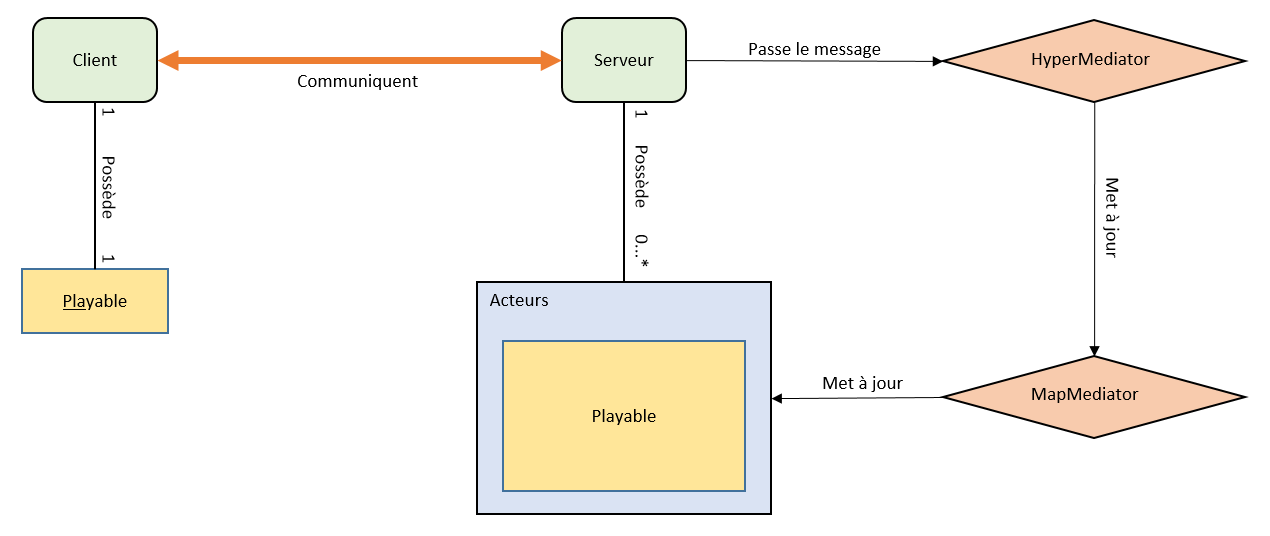 Client
Communiquent
Serveur
Passe le message
HyperMediator
1
Possède
1
Playable
1
Possède
0...*
Met à jour
Acteurs
Playable
Met à jour
MapMediator